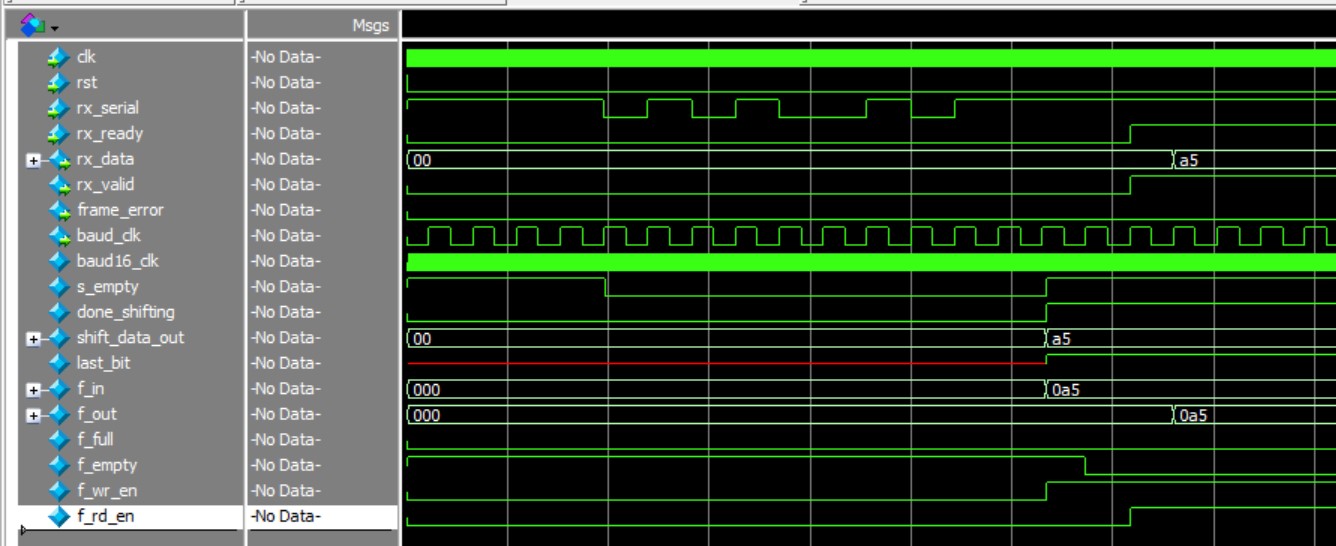 Msgs
clk -No Data-
rst -No Data-
rx_serial -No Data-
rx_ready -No Data-
rx_data -No Data- 00 a5
rx_valid -No Data-
frame_error -No Data-
baud_clk -No Data-
baud16_clk -No Data-
s_empty -No Data-
done_shifting -No Data-
shift_data_out -No Data- 00 a5
last_bit -No Data-
f_in -No Data- 000 0a5
f_out -No Data- 000 0a5
f_full -No Data-
f_empty -No Data-
f_wr_en -No Data-
f_rd_en -No Data-